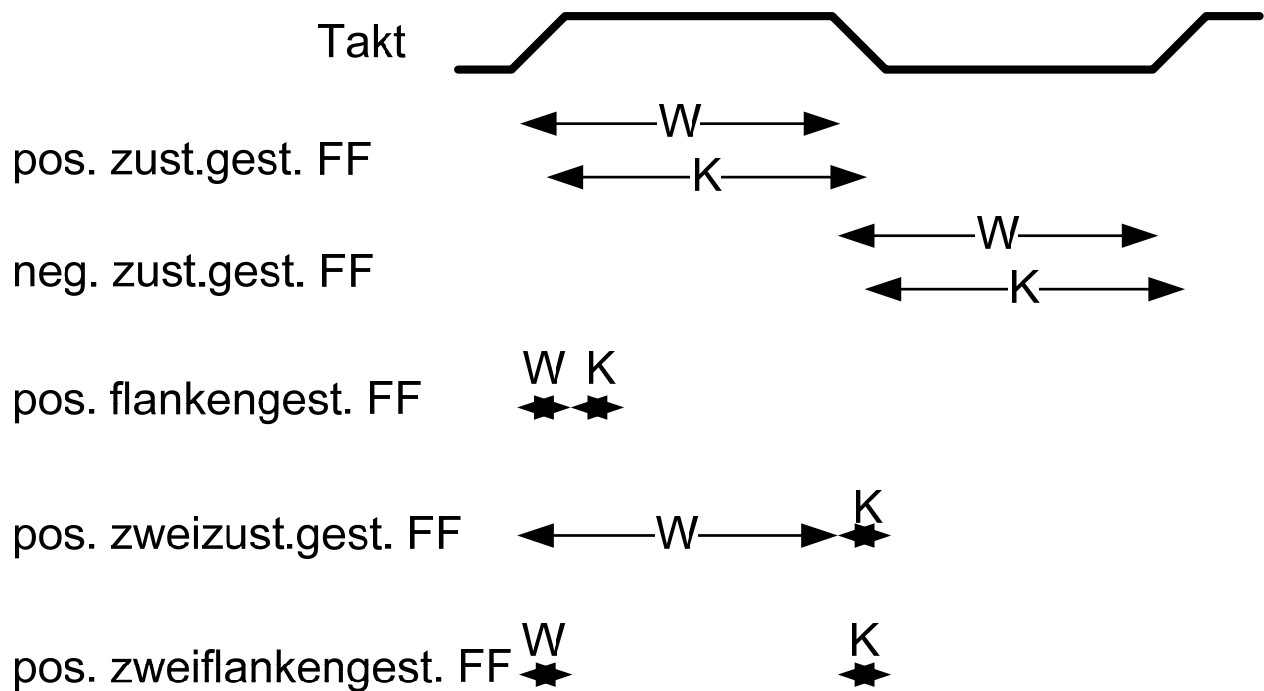 Takt
W
pos. zust.gest. FF
K
W
neg. zust.gest. FF
K
W K
pos. flankengest. FF
K
pos. zweizust.gest. FF W
W K
pos. zweiflankengest. FF